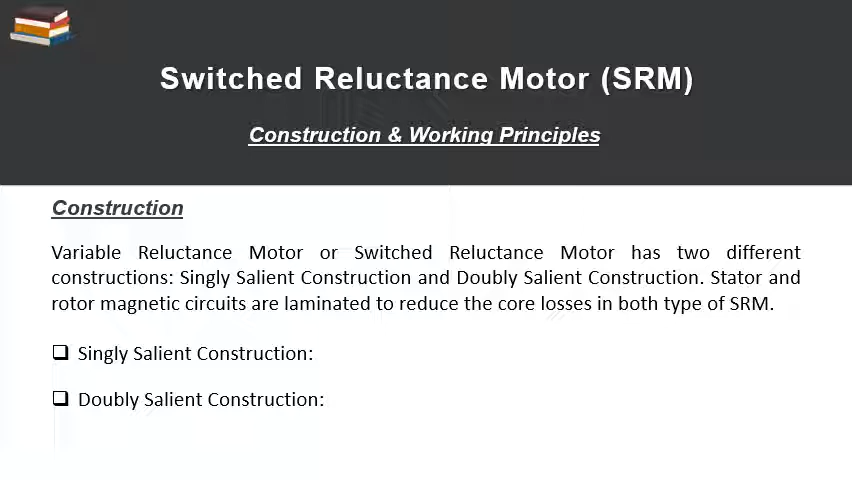 Switched Reluctance Motor (SRM)
Construction & Working Principles
Construction
Variable Reluctance Motor or Switched Reluctance Motor has two different
constructions: Singly Salient Construction and Doubly Salient Construction. Stator and
rotor magnetic circuits are laminated to reduce the core losses in both type of SRM.
❑ Singly Salient Construction:
❑ Doubly Salient Construction: